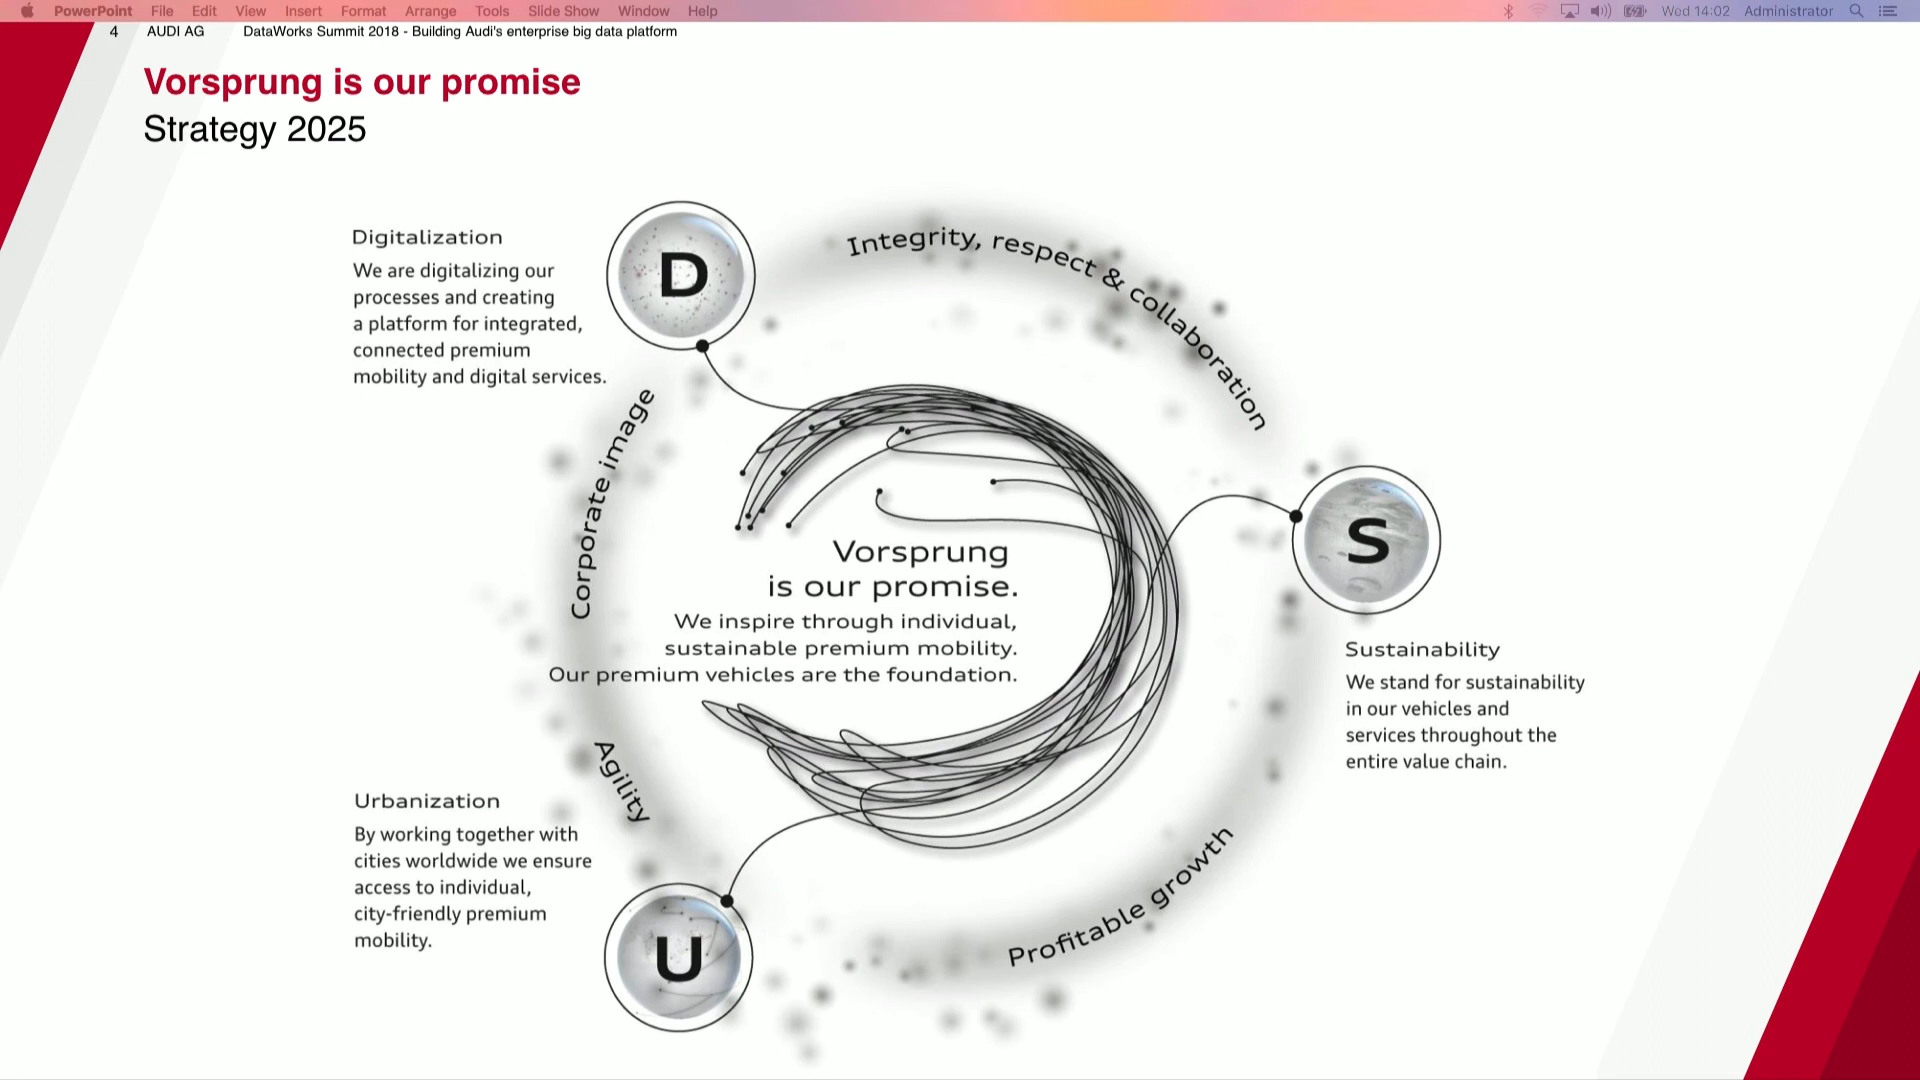 PowerPoint File Edit View Insert Format Arrange Tools Slide Show Window Help Wed 14:02 Administrator
4 AUDI AG DataWorks Summit 2018 - Building Audi's enterprise big data platform
Vorsprung is our promise
Strategy 2025
Digitalization
We are digitalizing our
processes and creating
a platform for integrated,
connected premium
mobility and digital services.
D
Integrity, respect & collaboration
Corporate image
S
Vorsprung
is our promise.
We inspire through individual,
sustainable premium mobility.
Our premium vehicles are the foundation.
Sustainability
We stand for sustainability
in our vehicles and
services throughout the
entire value chain.
Agility
Urbanization
By working together with
cities worldwide we ensure
access to individual,
city-friendly premium
mobility.
U
Profitable growth